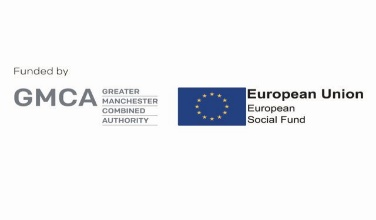 Funded by
GMCA
GREATER
MANCHESTER
COMBINED
AUTHORITY
European Union
European
Social Fund